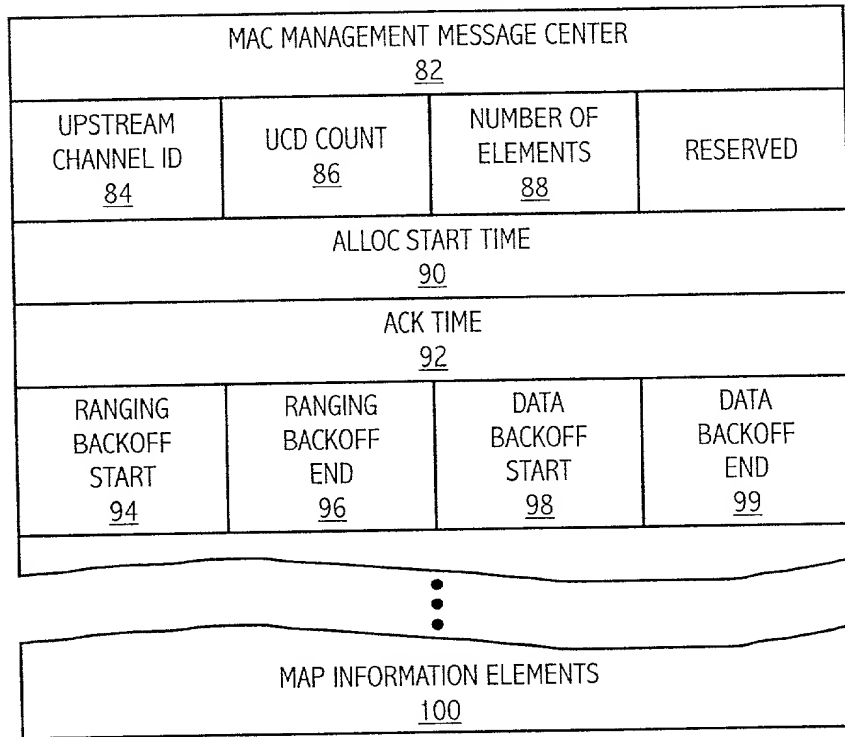 MAC MANAGEMENT MESSAGE CENTER
82
UPSTREAM
CHANNEL ID
84
UCD COUNT
86
NUMBER OF
ELEMENTS
88
RESERVED
ALLOC START TIME
90
ACK TIME
92
RANGING
BACKOFF
START
94
RANGING
BACKOFF
END
96
DATA
BACKOFF
START
98
DATA
BACKOFF
END
99
MAP INFORMATION ELEMENTS
100